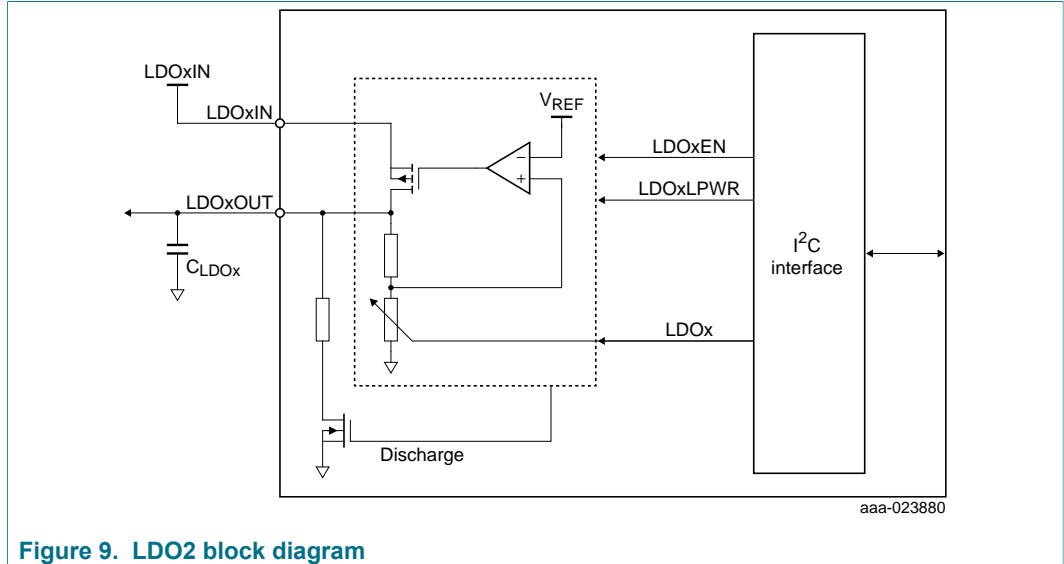 LDOxIN
LDOxIN
VREF
LDOxEN
LDOxLPWR
LDOxOUT
CLDOx
I2C
interface
LDOx
Discharge
aaa-023880
Figure 9. LDO2 block diagram
−
+